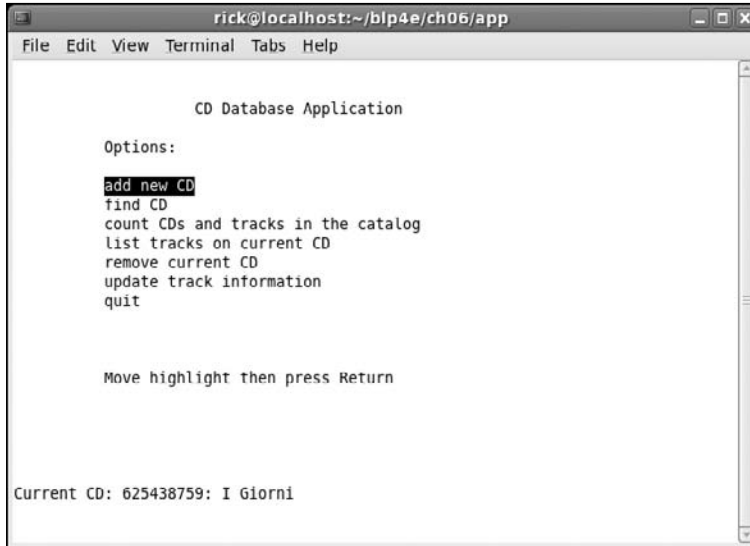 rick@localhost:~/blp4e/ch06/app
File Edit View Terminal Tabs Help
CD Database Application
Options:
add new CD
find CD
count CDs and tracks in the catalog
list tracks on current CD
remove current CD
update track information
quit
Move highlight then press Return
Current CD: 625438759: I Giorni